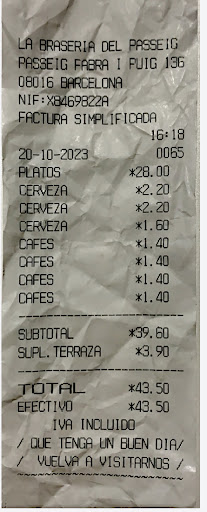 LA BRASERIA DEL PASSEIG
PASSEIG FABRA I PUIG 136
08016 BARCELONA
NIF:XB469822A
FACTURA SIMPLIFICADA
16:18
20-10-2023 0065
PLATOS *28.00
CERVEZA *2.20
CERVEZA *2.20
CERVEZA *1.60
CAFES *1.40
CAFES *1.40
CAFES *1.40
CAFES *1.40
SUBTOTAL *39.60
SUPL.TERRAZA *3.90
TOTAL *43.50
EFECTIVO *43.50
IVA INCLUIDO
/ QUE TENGA UN BUEN DIA/
/ VUELVA A VISITARNOS /